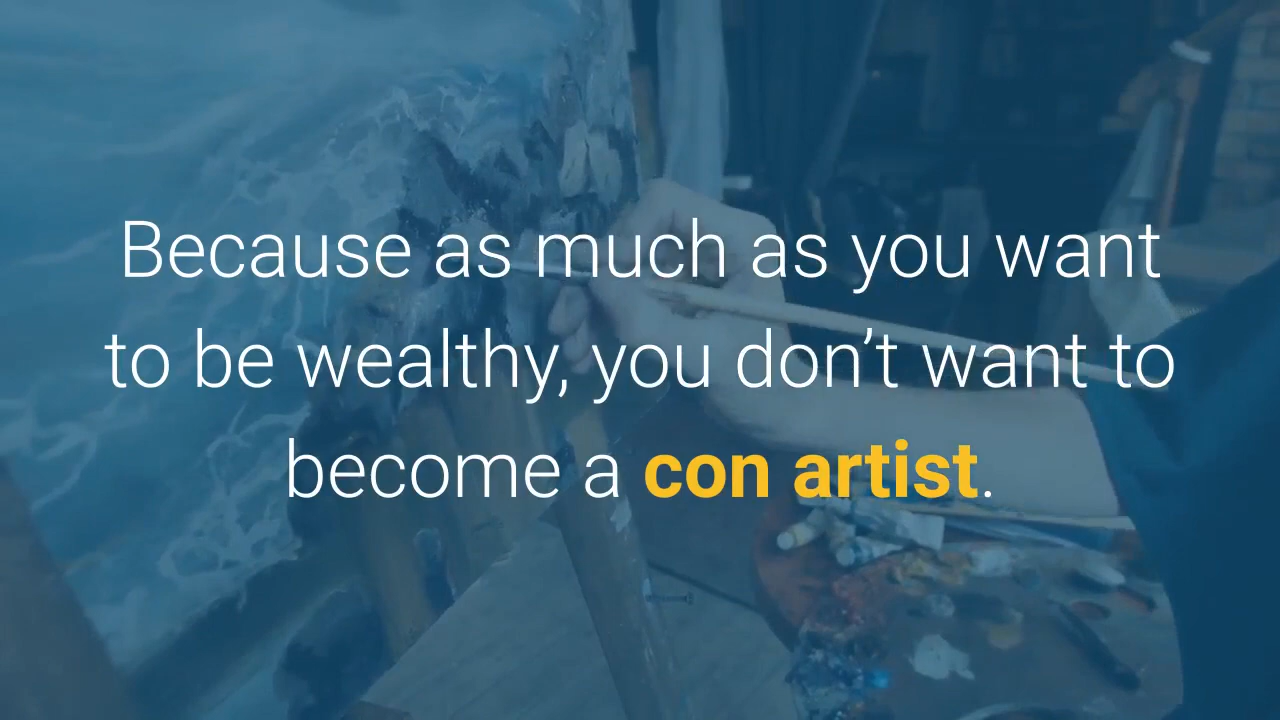 Because as much as you want
to be wealthy, you don’t want to
become a con artist.